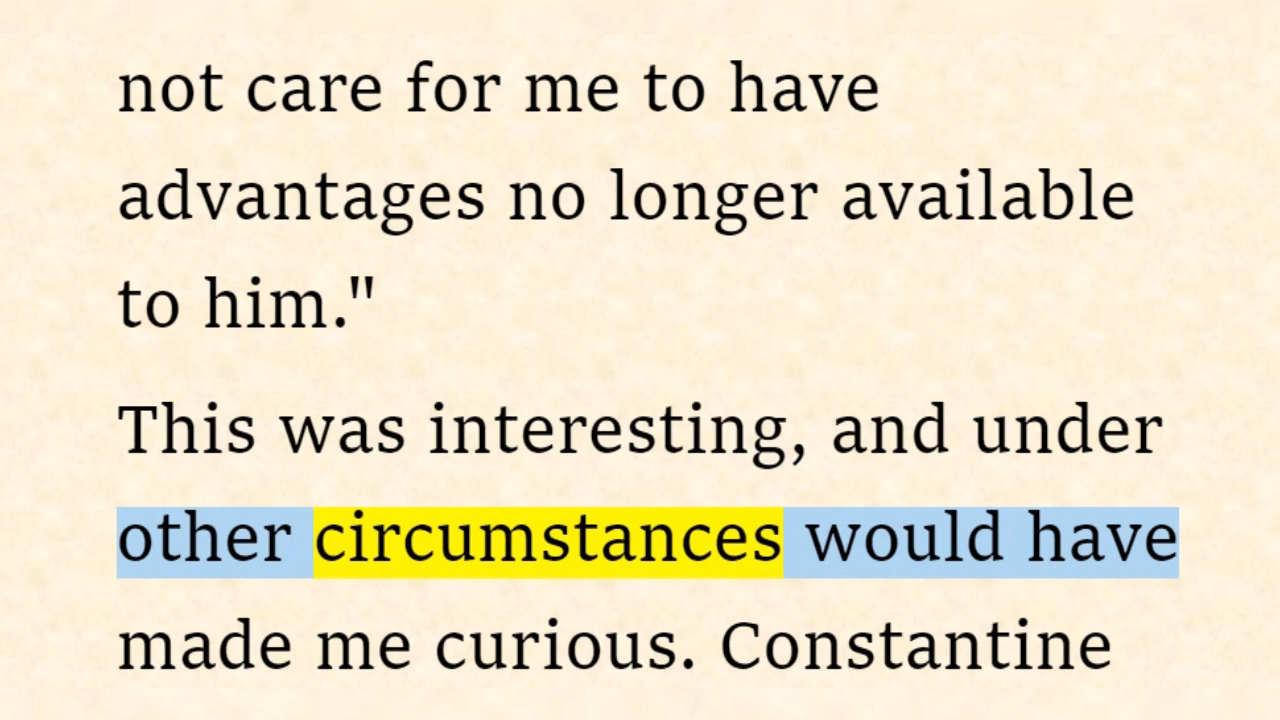 not care for me to have
advantages no longer available
to him."
This was interesting, and under
other circumstances would have
made me curious. Constantine